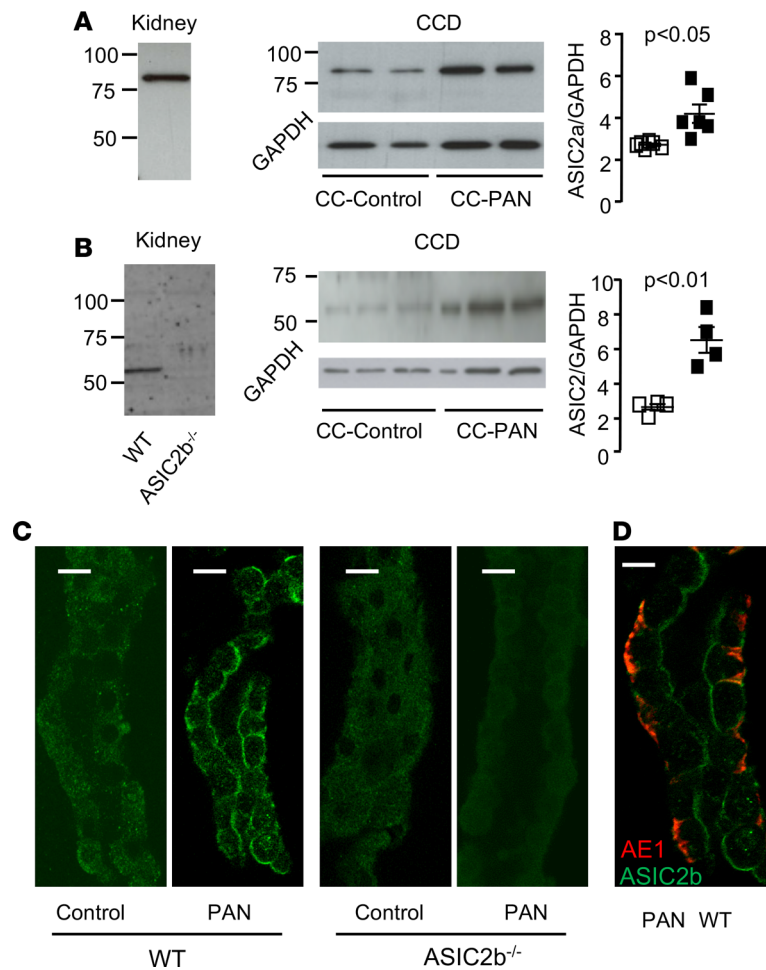 A
Kidney
100
75
50
CCD
100
75
GAPDH
CC-Control
CC-PAN
p<0.05
ASIC2a/GAPDH
8
6
4
2
0
B
Kidney
100
75
50
WT
ASIC2b-/-
CCD
75
50
GAPDH
CC-Control
CC-PAN
p<0.01
ASIC2/GAPDH
10
8
6
4
2
0
C
Control
PAN
Control
PAN
WT
ASIC2b-/-
D
AE1
ASIC2b
PAN WT